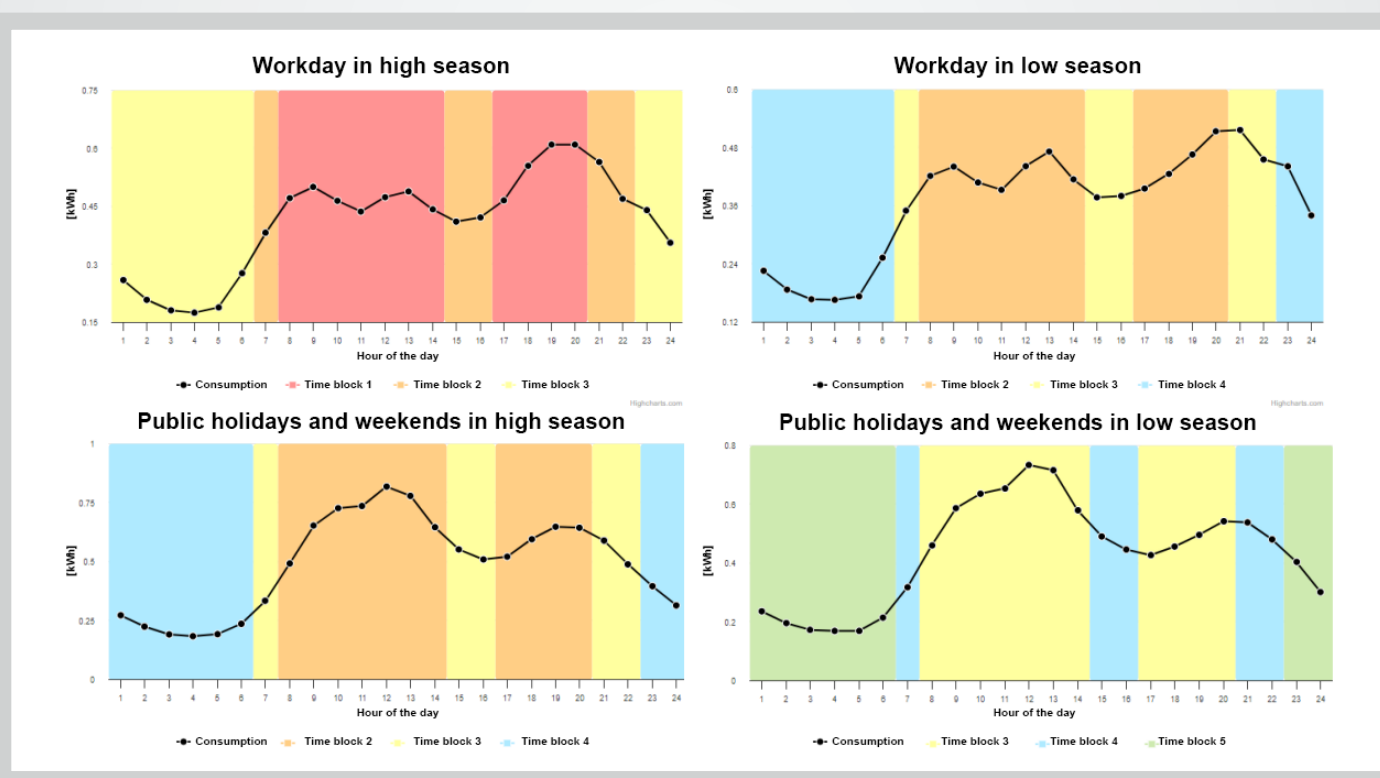 Workday in high season
0.75
0.6
0.45
0.3
0.15
[kWh]
1 2 3 4 5 6 7 8 9 10 11 12 13 14 15 16 17 18 19 20 21 22 23 24
Hour of the day
Consumption Time block 1 Time block 2 Time block 3
Highcharts.com
Workday in low season
0.6
0.48
0.36
0.24
0.12
[kWh]
1 2 3 4 5 6 7 8 9 10 11 12 13 14 15 16 17 18 19 20 21 22 23 24
Hour of the day
Consumption Time block 2 Time block 3 Time block 4
Highcharts.com
Public holidays and weekends in high season
1
0.75
0.5
0.25
0
[kWh]
1 2 3 4 5 6 7 8 9 10 11 12 13 14 15 16 17 18 19 20 21 22 23 24
Hour of the day
Consumption Time block 2 Time block 3 Time block 4
Public holidays and weekends in low season
0.8
0.6
0.4
0.2
0
[kWh]
1 2 3 4 5 6 7 8 9 10 11 12 13 14 15 16 17 18 19 20 21 22 23 24
Hour of the day
Consumption Time block 3 Time block 4 Time block 5